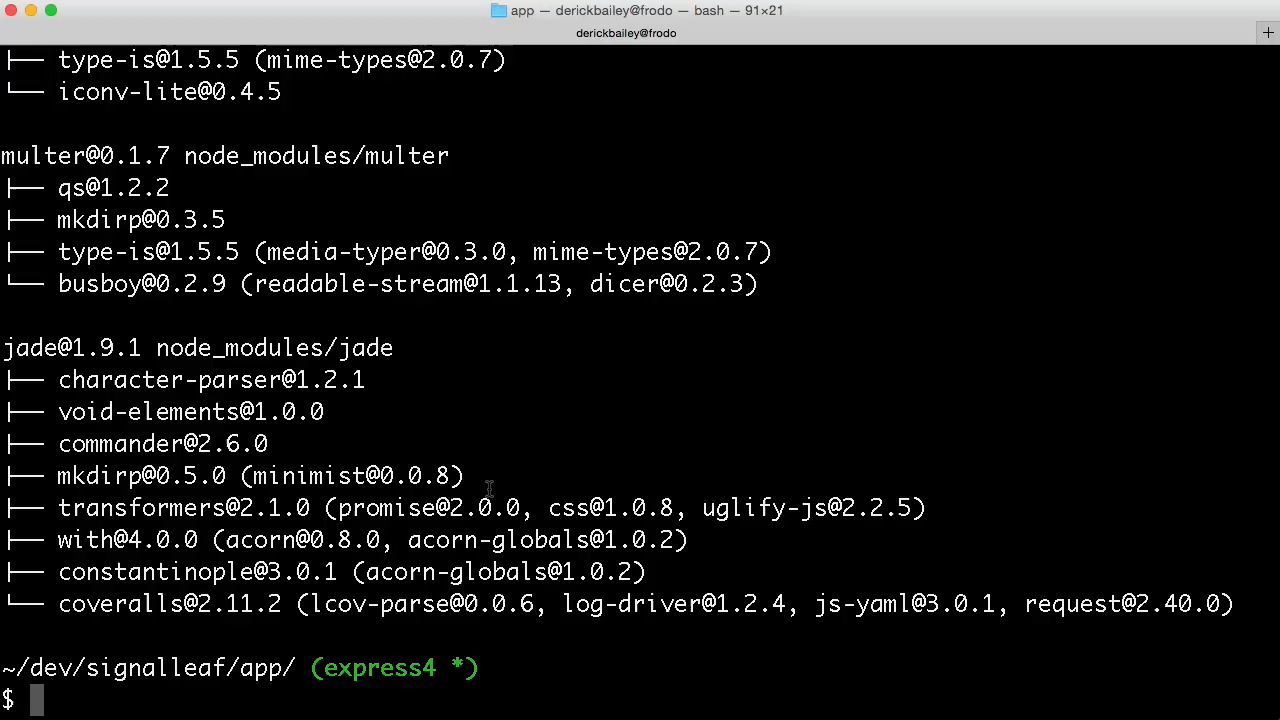 app — derickbailey@frodo — bash — 91×21
derickbailey@frodo
├── type-is@1.5.5 (mime-types@2.0.7)
└── iconv-lite@0.4.5
multer@0.1.7 node_modules/multer
├── qs@1.2.2
├── mkdirp@0.3.5
├── type-is@1.5.5 (media-typer@0.3.0, mime-types@2.0.7)
└── busboy@0.2.9 (readable-stream@1.1.13, dicer@0.2.3)
jade@1.9.1 node_modules/jade
├── character-parser@1.2.1
├── void-elements@1.0.0
├── commander@2.6.0
├── mkdirp@0.5.0 (minimist@0.0.8)
├── transformers@2.1.0 (promise@2.0.0, css@1.0.8, uglify-js@2.2.5)
├── with@4.0.0 (acorn@0.8.0, acorn-globals@1.0.2)
├── constantinople@3.0.1 (acorn-globals@1.0.2)
└── coveralls@2.11.2 (lcov-parse@0.0.6, log-driver@1.2.4, js-yaml@3.0.1, request@2.40.0)
~/dev/signalleaf/app/ (express4 *)
$